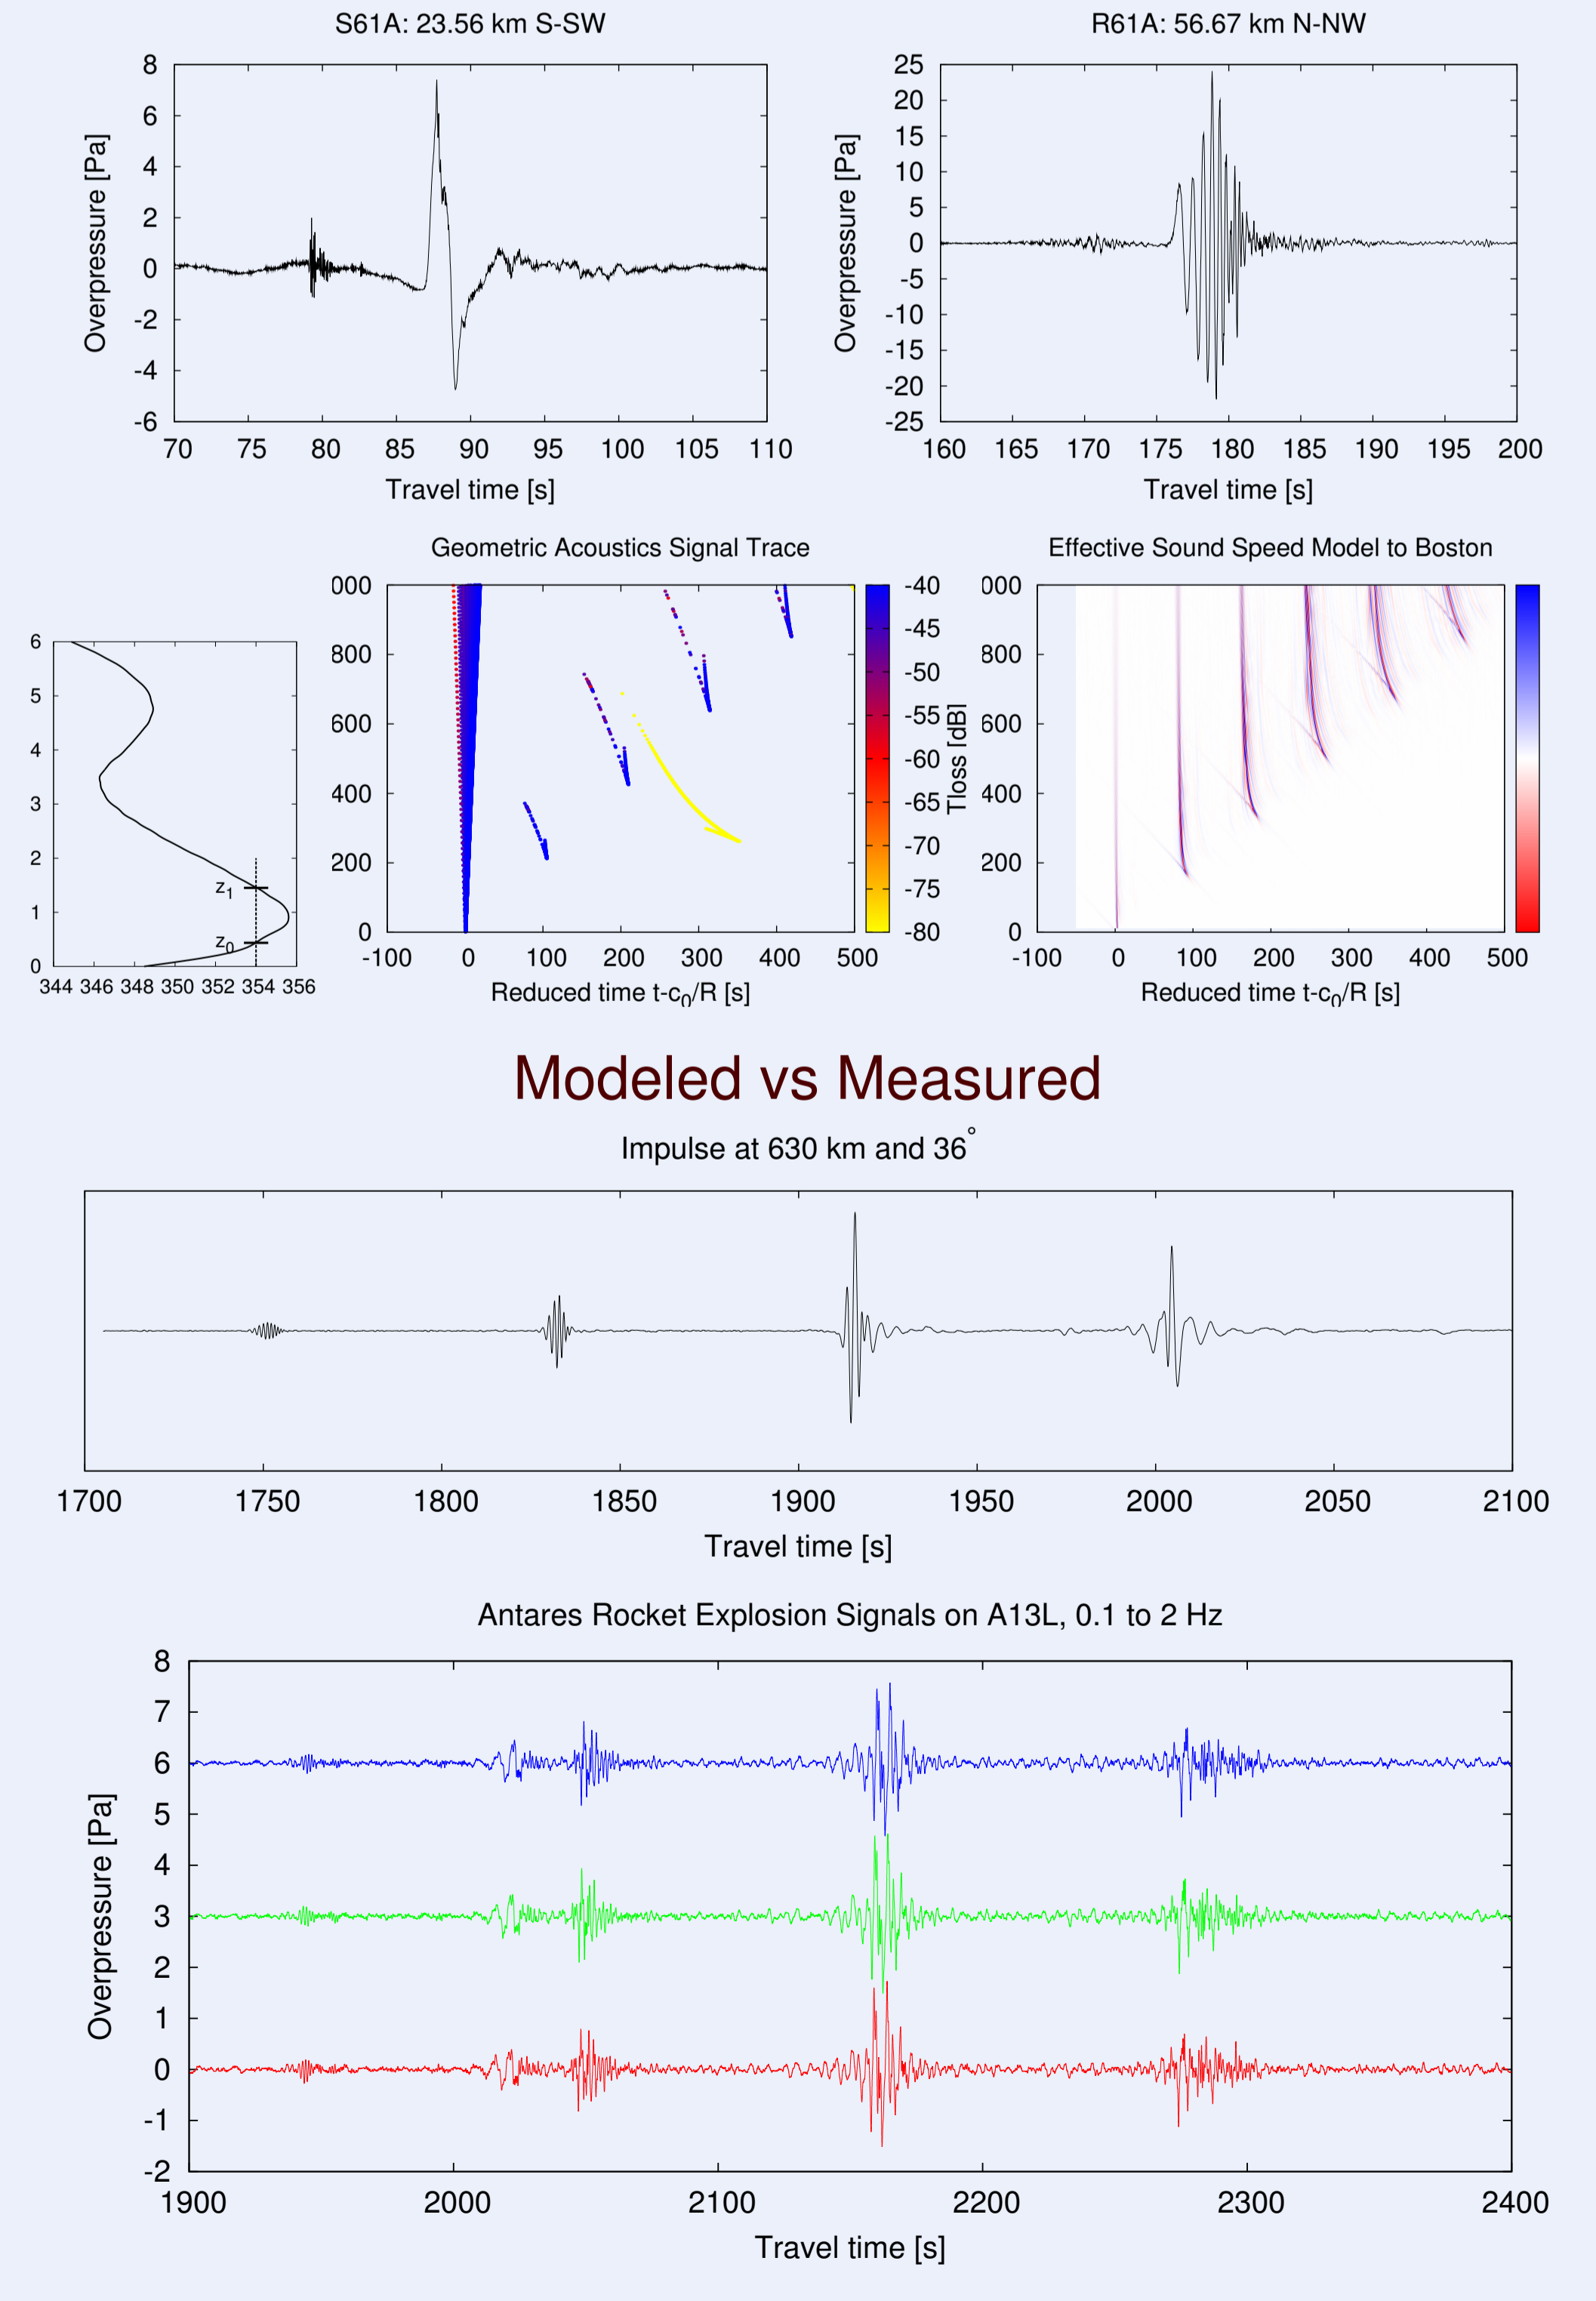 S61A: 23.56 km S-SW
8
6
4
2
0
-2
-4
-6
Overpressure [Pa]
70 75 80 85 90 95 100 105 110
Travel time [s]
R61A: 56.67 km N-NW
25
20
15
10
5
0
-5
-10
-15
-20
-25
Overpressure [Pa]
160 165 170 175 180 185 190 195 200
Travel time [s]
6
5
4
3
2
1
0
z1
z0
344 346 348 350 352 354 356
Geometric Acoustics Signal Trace
000
800
600
400
200
0
-100 0 100 200 300 400 500
Reduced time t-c0/R [s]
-40
-45
-50
-55
-60
-65
-70
-75
-80
Tloss [dB]
Effective Sound Speed Model to Boston
000
800
600
400
200
0
-100 0 100 200 300 400 500
Reduced time t-c0/R [s]
Modeled vs Measured
Impulse at 630 km and 36°
1700 1750 1800 1850 1900 1950 2000 2050 2100
Travel time [s]
Antares Rocket Explosion Signals on A13L, 0.1 to 2 Hz
8
7
6
5
4
3
2
1
0
-1
-2
Overpressure [Pa]
1900 2000 2100 2200 2300 2400
Travel time [s]